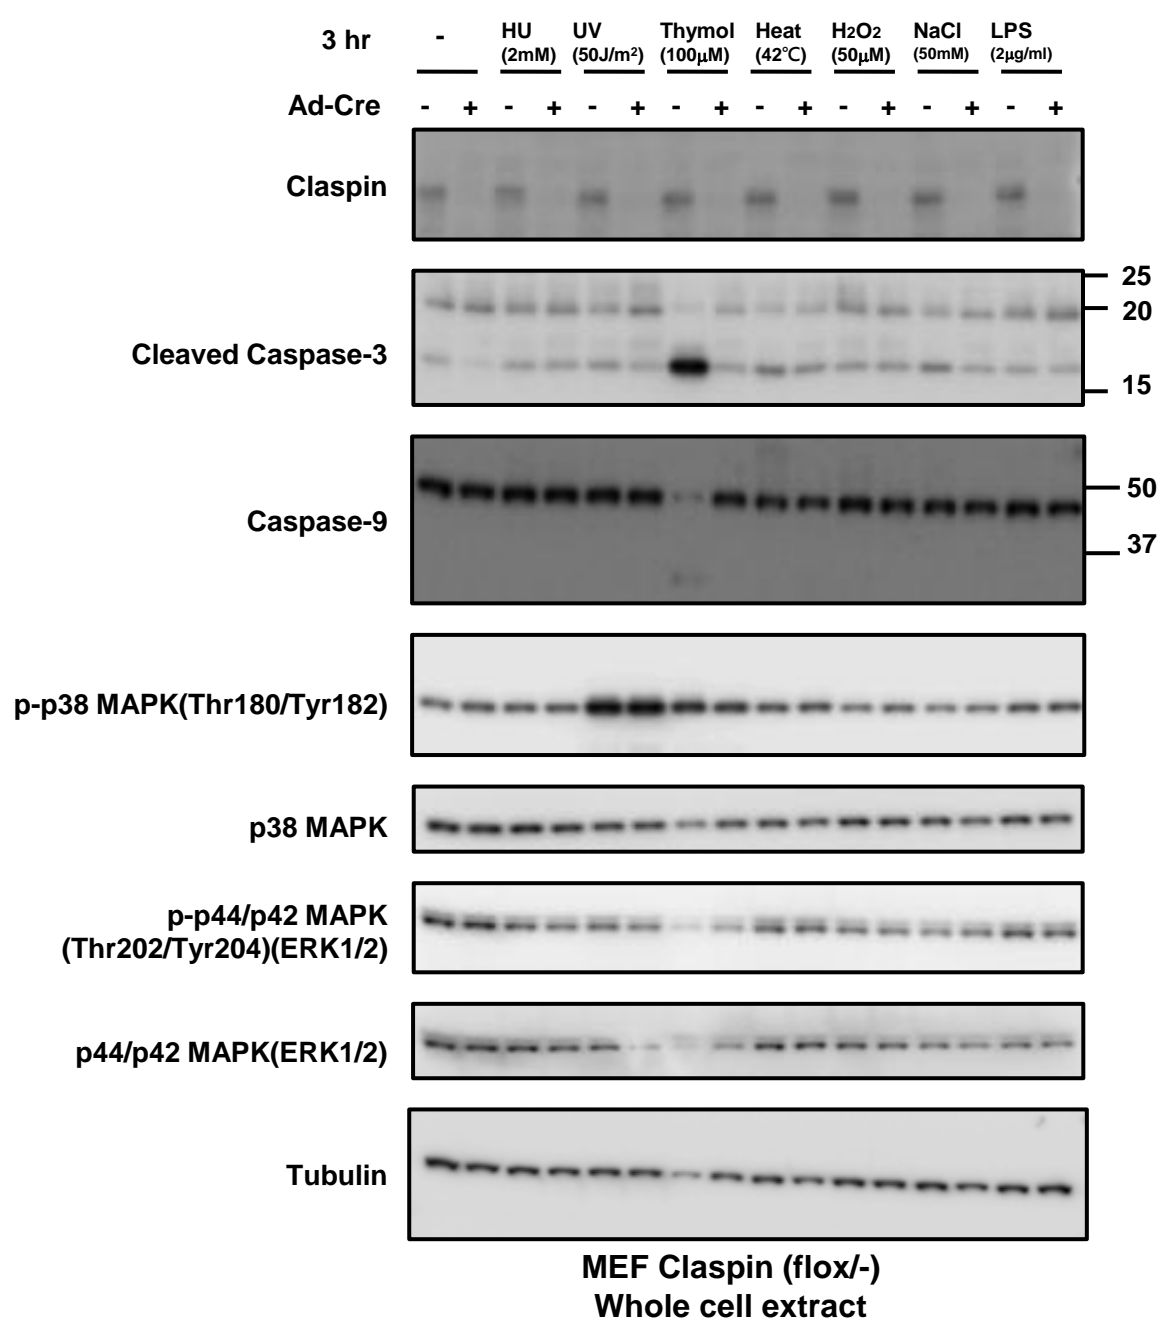 3 hr - HU UV Thymol Heat H2O2 NaCl LPS
(2mM) (50J/m²) (100µM) (42℃) (50µM) (50mM) (2µg/ml)
Ad-Cre - + - + - + - + - + - + - + - +
Claspin
25
20
Cleaved Caspase-3
15
50
Caspase-9
37
p-p38 MAPK(Thr180/Tyr182)
p38 MAPK
p-p44/p42 MAPK
(Thr202/Tyr204)(ERK1/2)
p44/p42 MAPK(ERK1/2)
Tubulin
MEF Claspin (flox/-)
Whole cell extract